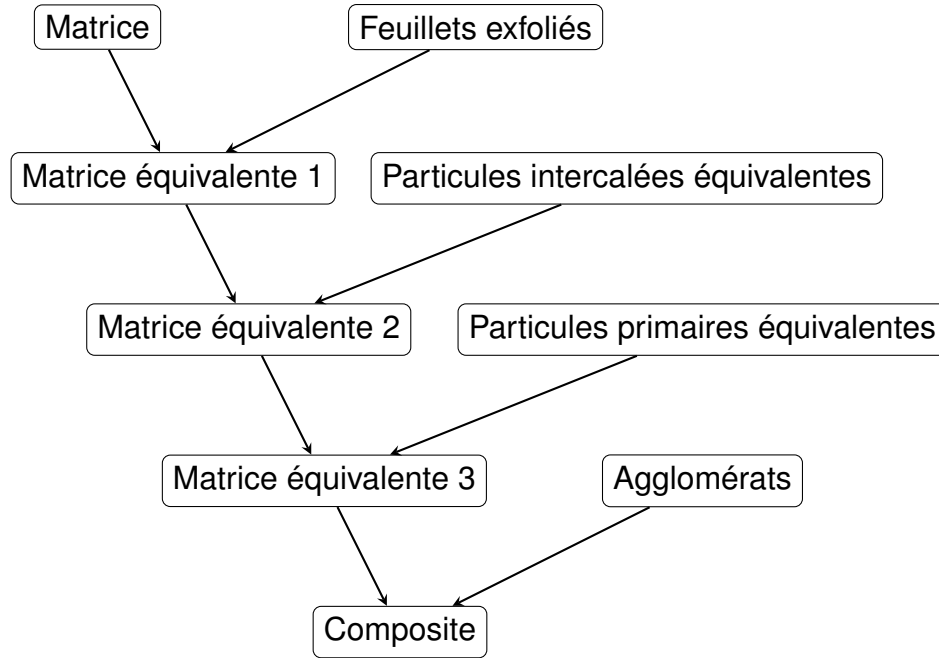 Matrice
Feuillets exfoliés
Matrice équivalente 1
Particules intercalées équivalentes
Matrice équivalente 2
Particules primaires équivalentes
Matrice équivalente 3
Agglomérats
Composite